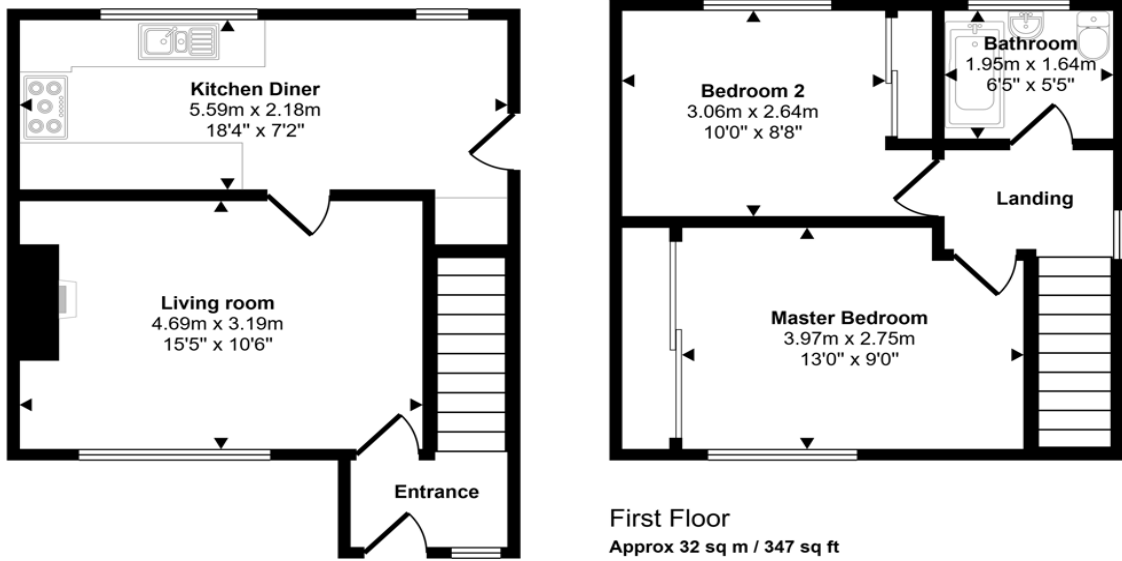 Kitchen Diner
5.59m x 2.18m
18'4" x 7'2"
Living room
4.69m x 3.19m
15'5" x 10'6"
Entrance
Bedroom 2
3.06m x 2.64m
10'0" x 8'8"
Bathroom
1.95m x 1.64m
6'5" x 5'5"
Landing
Master Bedroom
3.97m x 2.75m
13'0" x 9'0"
First Floor
Approx 32 sq m / 347 sq ft